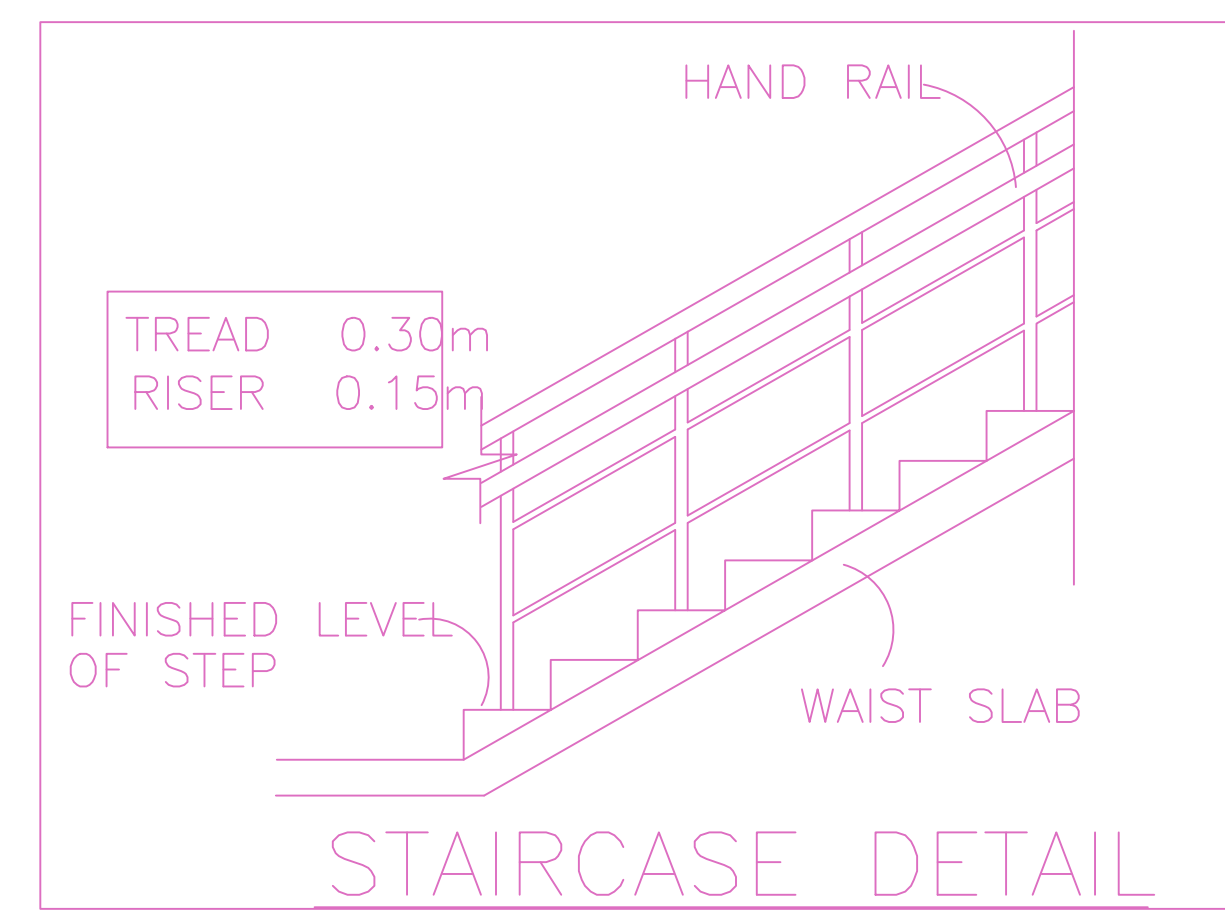 HAND RAIL
TREAD 0.30m
RISER 0.15m
FINISHED LEVEL
OF STEP
WAIST SLAB
STAIRCASE DETAIL